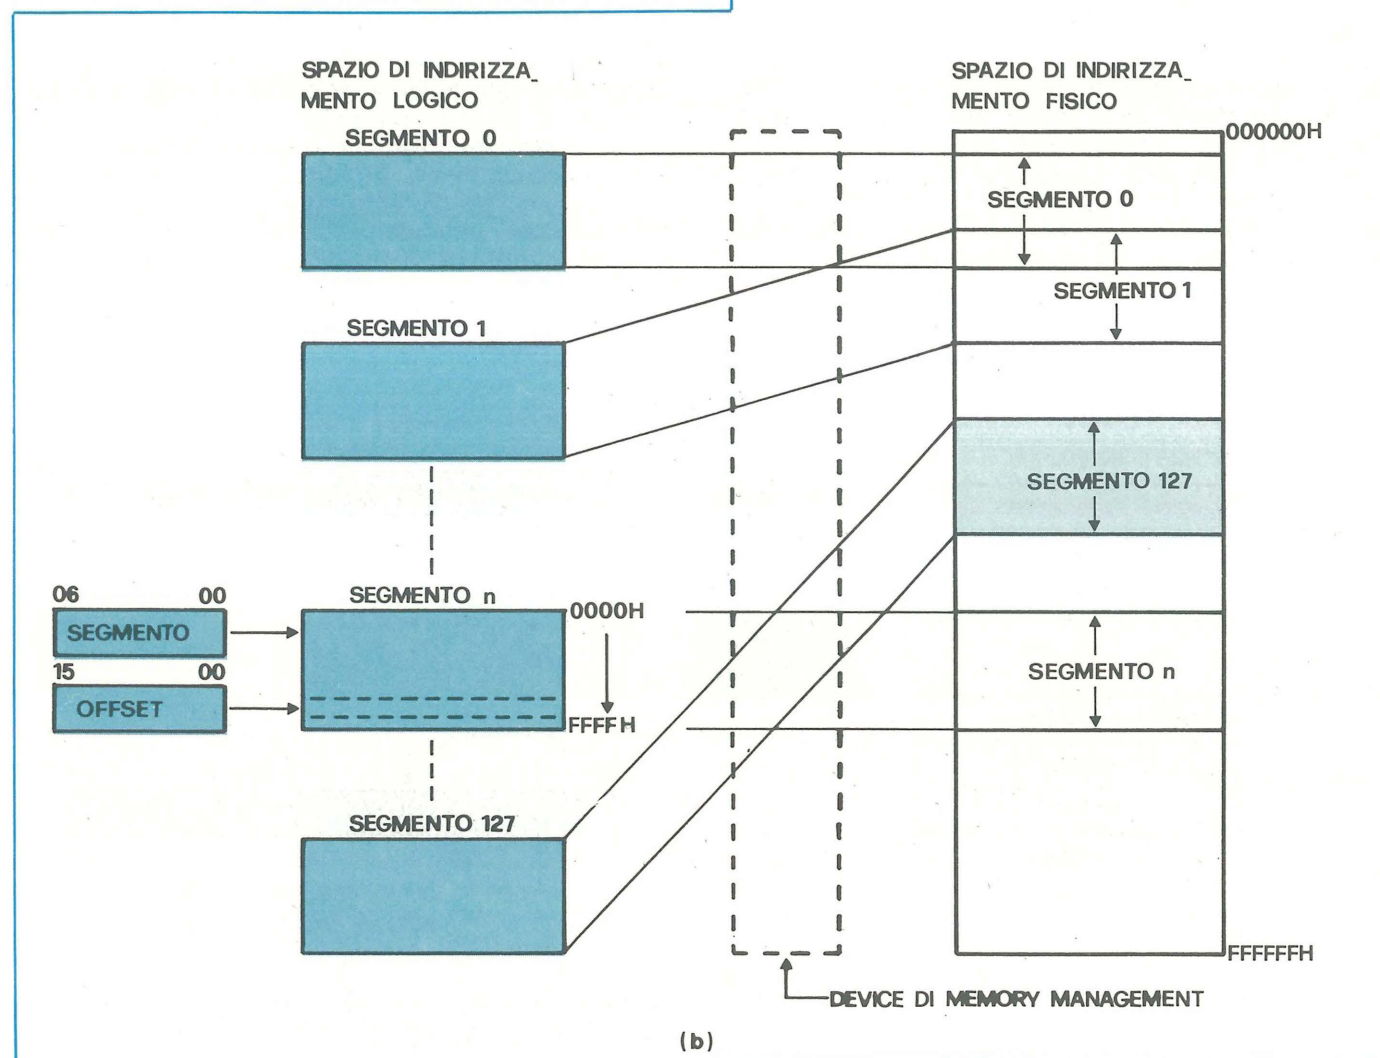 SPAZIO DI INDIRIZZA_
MENTO LOGICO
SPAZIO DI INDIRIZZA_
MENTO FISICO
SEGMENTO 0
000000H
SEGMENTO 0
SEGMENTO 1
SEGMENTO 1
SEGMENTO 127
06 00
SEGMENTO n
0000H
SEGMENTO
15 00
OFFSET
FFFFH
SEGMENTO n
SEGMENTO 127
FFFFFFH
DEVICE DI MEMORY MANAGEMENT
(b)